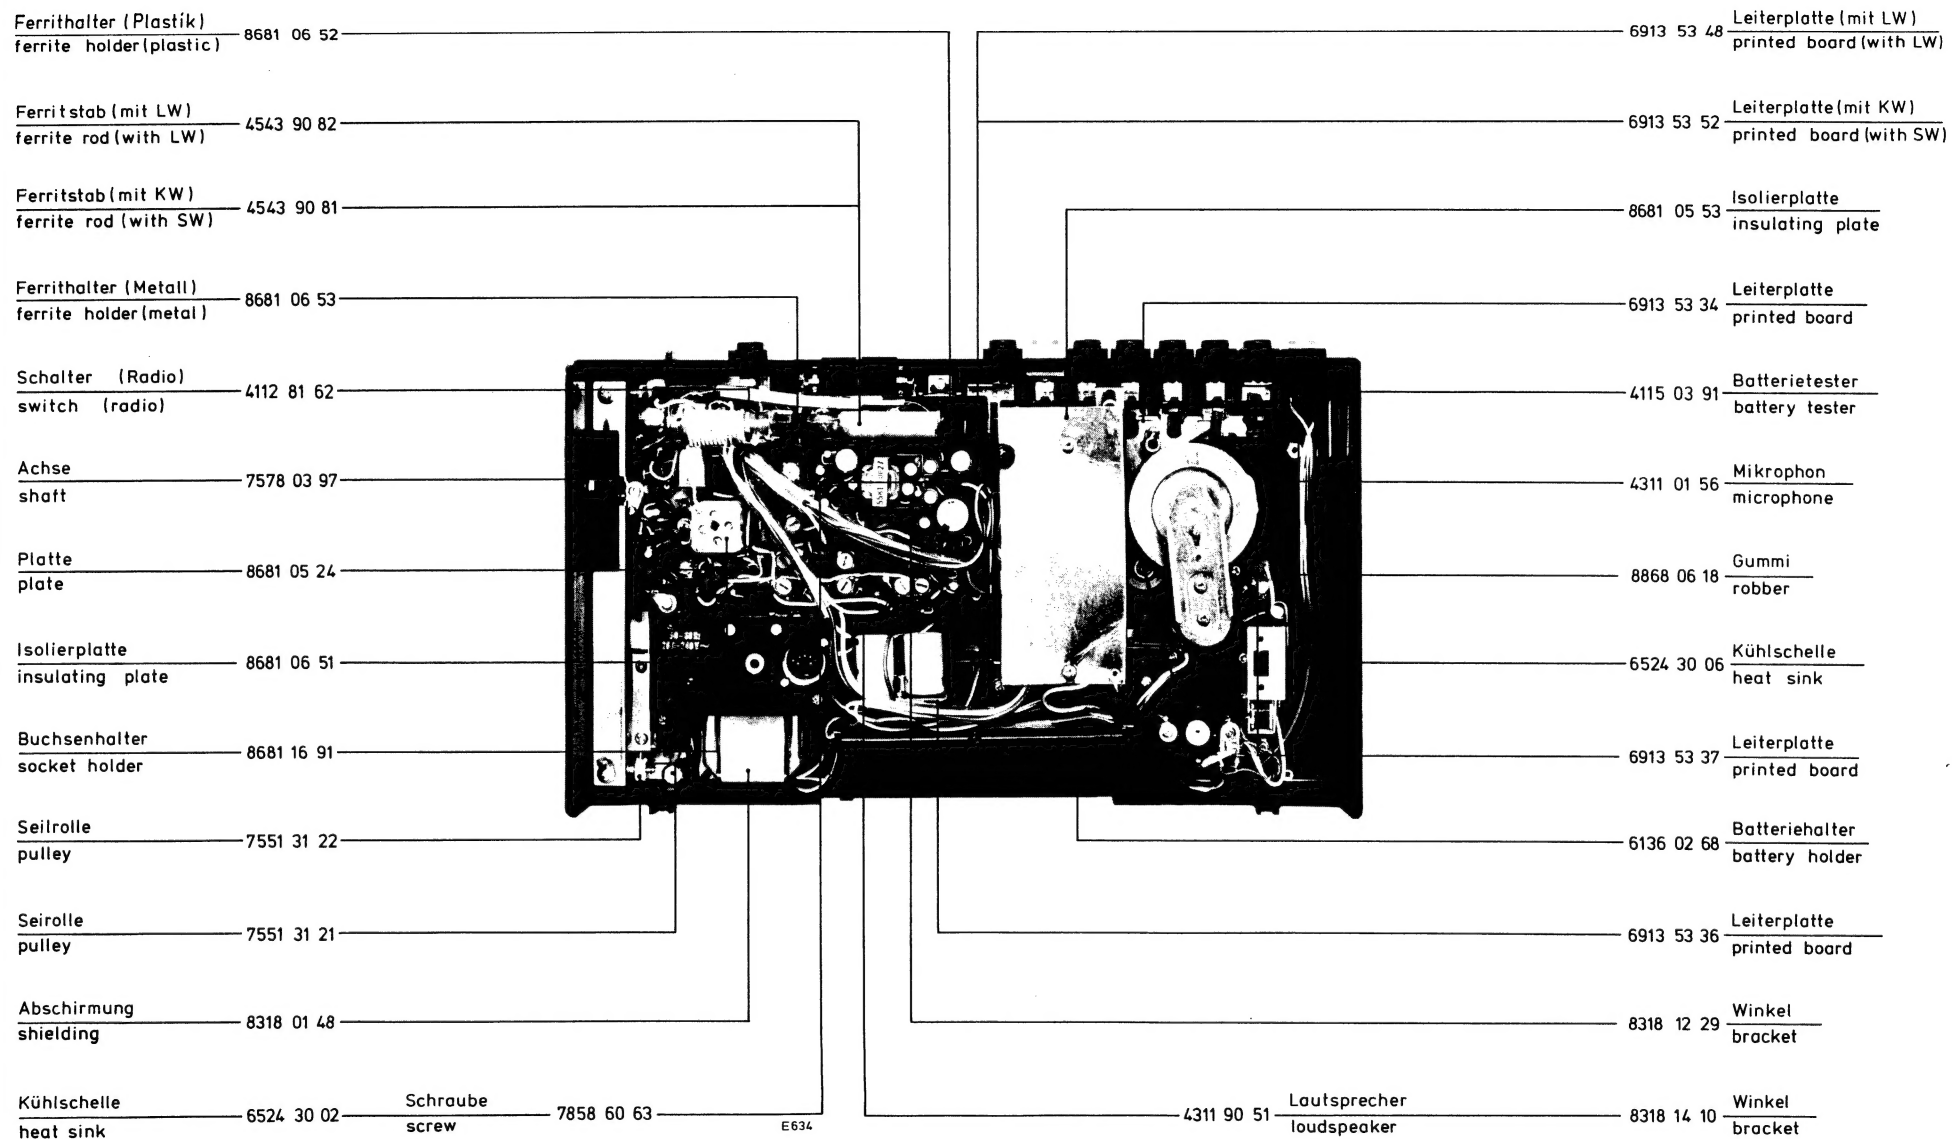 Ferrithalter (Plastik)
8681 06 52
ferrite holder (plastic)
Ferritstab (mit LW)
4543 90 82
ferrite rod (with LW)
Ferritstab (mit KW)
4543 90 81
ferrite rod (with SW)
Ferrithalter (Metall)
8681 06 53
ferrite holder (metal)
Schalter (Radio)
4112 81 62
switch (radio)
Achse
7578 03 97
shaft
Platte
8681 05 24
plate
Isolierplatte
8681 06 51
insulating plate
Buchsenhalter
8681 16 91
socket holder
Seilrolle
7551 31 22
pulley
Seirolle
7551 31 21
pulley
Abschirmung
8318 01 48
shielding
Kühlschelle
6524 30 02
heat sink
Schraube
7858 60 63
screw
E634
Leiterplatte (mit LW)
6913 53 48
printed board (with LW)
Leiterplatte (mit KW)
6913 53 52
printed board (with SW)
Isolierplatte
8681 05 53
insulating plate
Leiterplatte
6913 53 34
printed board
Batterietester
4115 03 91
battery tester
Mikrophon
4311 01 56
microphone
Gummi
8868 06 18
robber
Kühlschelle
6524 30 06
heat sink
Leiterplatte
6913 53 37
printed board
Batteriehalter
6136 02 68
battery holder
Leiterplatte
6913 53 36
printed board
Winkel
8318 12 29
bracket
Lautsprecher
4311 90 51
loudspeaker
Winkel
8318 14 10
bracket